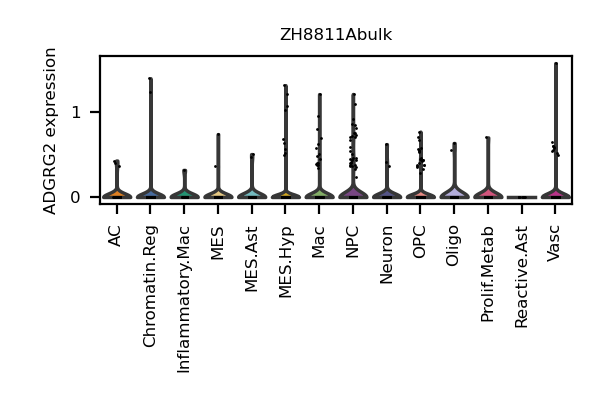 ZH8811Abulk
ADGRG2 expression
1
0
AC
Chromatin.Reg
Inflammatory.Mac
MES
MES.Ast
MES.Hyp
Mac
NPC
Neuron
OPC
Oligo
Prolif.Metab
Reactive.Ast
Vasc